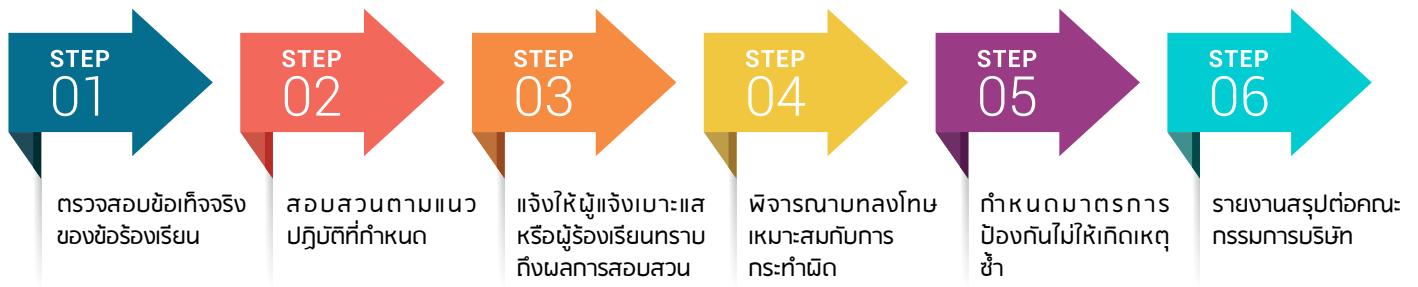 STEP
01
ตรวจสอบข้อเท็จจริง
ของข้อร้องเรียน
STEP
02
สอบสวนตามแนว
ปฏิบัติที่กำหนด
STEP
03
แจ้งให้ผู้แจ้งเบาะแส
หรือผู้ร้องเรียนทราบ
ถึงผลการสอบสวน
STEP
04
พิจารณาบทลงโทษ
เหมาะสมกับการ
กระทำผิด
STEP
05
กำหนดมาตรการ
ป้องกันไม่ให้เกิดเหตุ
ซ้ำ
STEP
06
รายงานสรุปต่อคณะ
กรรมการบริษัท